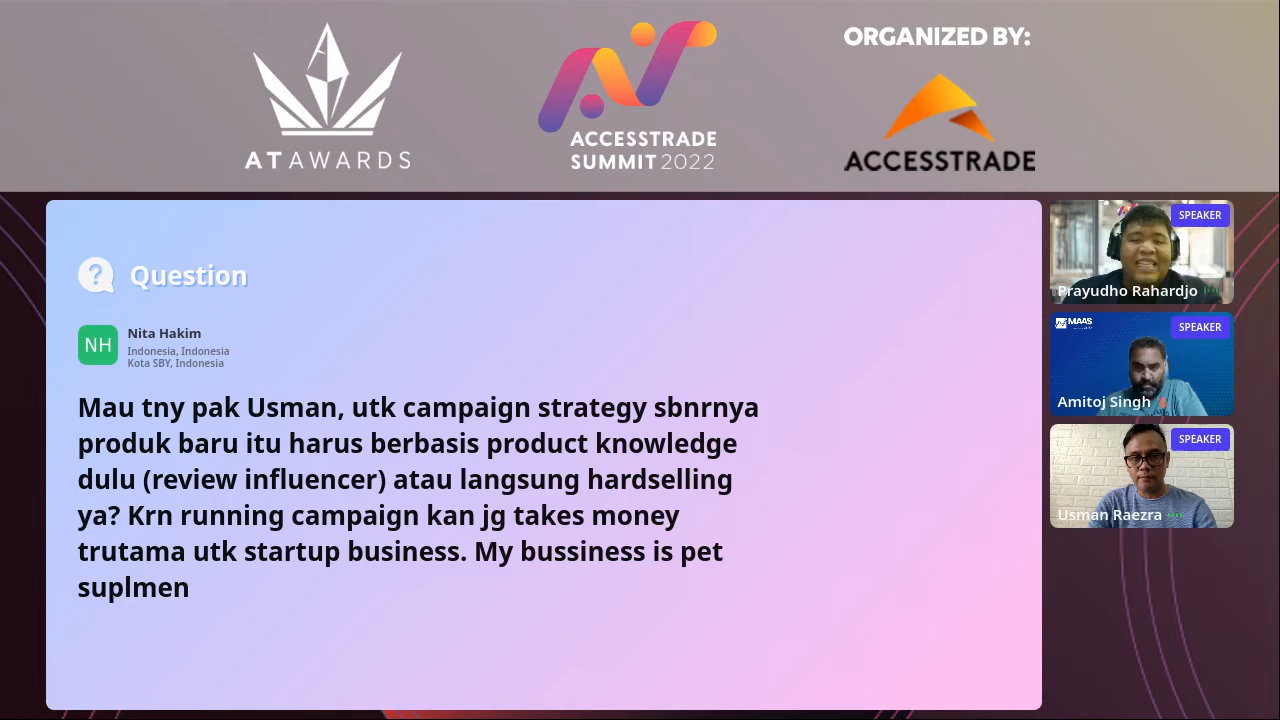 ATAWARDS
ACCESSTRADE
SUMMIT 2022
ORGANIZED BY:
ACCESSTRADE
? Question
NH
Nita Hakim
Indonesia, Indonesia
Kota SBY, Indonesia
Mau tny pak Usman, utk campaign strategy sbnrnya
produk baru itu harus berbasis product knowledge
dulu (review influencer) atau langsung hardselling
ya? Krn running campaign kan jg takes money
trutama utk startup business. My bussiness is pet
suplmen
SPEAKER
Prayudho Rahardjo
MAAS
SPEAKER
Amitoj Singh
SPEAKER
Usman Raezra